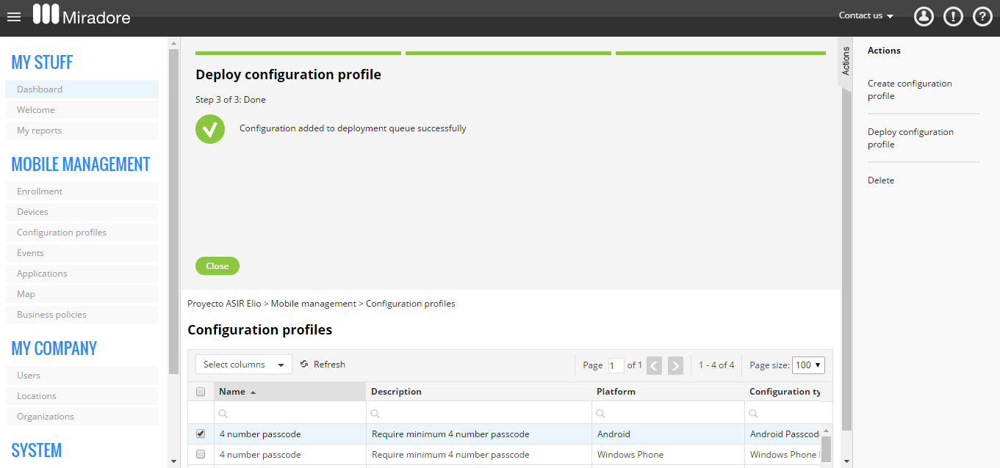 Miradore
Contact us
MY STUFF
Dashboard
Welcome
My reports
MOBILE MANAGEMENT
Enrollment
Devices
Configuration profiles
Events
Applications
Map
Business policies
MY COMPANY
Users
Locations
Organizations
SYSTEM
Deploy configuration profile
Step 3 of 3: Done
Configuration added to deployment queue successfully
Close
Proyecto ASIR Elio > Mobile management > Configuration profiles
Configuration profiles
Select columns Refresh Page 1 of 1 1 - 4 of 4 Page size: 100
Name Description Platform Configuration ty
4 number passcode Require minimum 4 number passcode Android Android Passcod
4 number passcode Require minimum 4 number passcode Windows Phone Windows Phone
Actions
Actions
Create configuration
profile
Deploy configuration
profile
Delete